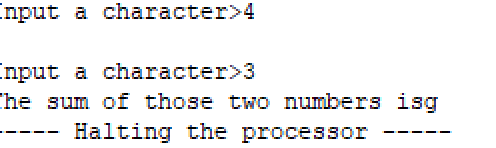 Input a character>4
Input a character>3
The sum of those two numbers isg
----- Halting the processor -----